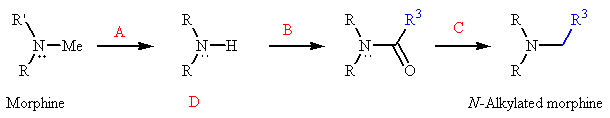 R' R³ R³
A R B R C R
N—Me N—H N N
R R R O R
Morphine D N-Alkylated morphine